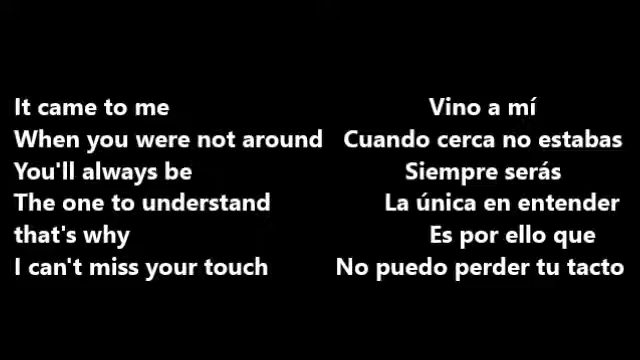 It came to me
When you were not around
You'll always be
The one to understand
that's why
I can't miss your touch
Vino a mí
Cuando cerca no estabas
Siempre serás
La única en entender
Es por ello que
No puedo perder tu tacto